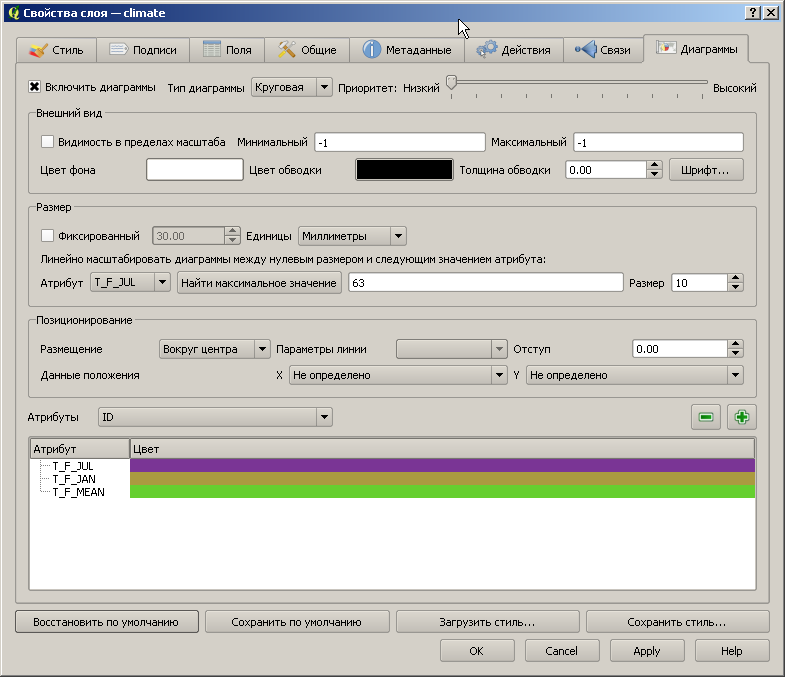 Свойства слоя — climate
Стиль Подписи Поля Общие Метаданные Действия Связи Диаграммы
Включить диаграммы Тип диаграммы Круговая Приоритет: Низкий Высокий
Внешний вид
Видимость в пределах масштаба Минимальный -1 Максимальный -1
Цвет фона Цвет обводки Толщина обводки 0.00 Шрифт...
Размер
Фиксированный 30.00 Единицы Миллиметры
Линейно масштабировать диаграммы между нулевым размером и следующим значением атрибута:
Атрибут T_F_JUL Найти максимальное значение 63 Размер 10
Позиционирование
Размещение Вокруг центра Параметры линии Отступ 0.00
Данные положения X Не определено Y Не определено
Атрибуты ID
Атрибут Цвет
T_F_JUL
T_F_JAN
T_F_MEAN
Восстановить по умолчанию Сохранить по умолчанию Загрузить стиль... Сохранить стиль...
OK Cancel Apply Help